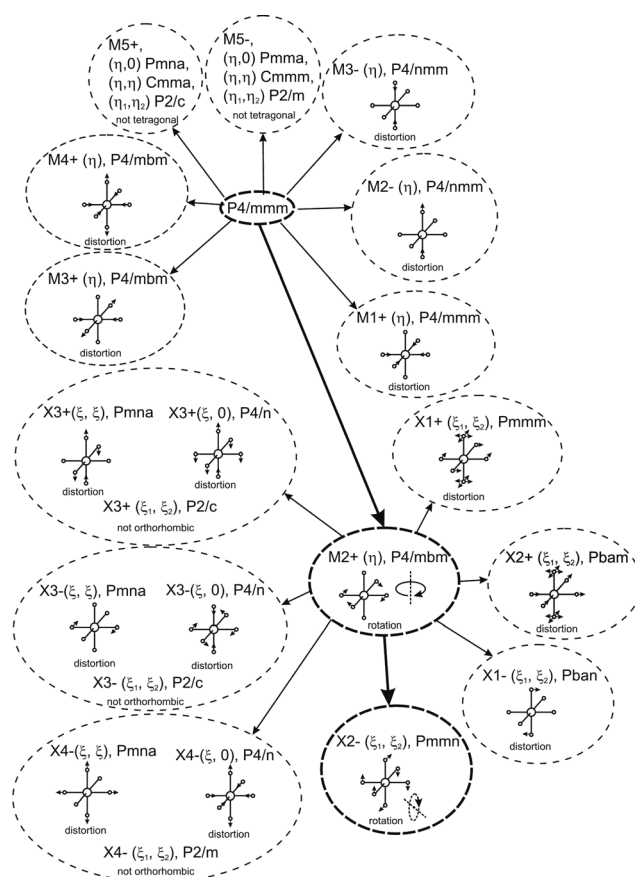 M5+,
(η,0) Pmna,
(η,η) Cmma,
(η₁,η₂) P2/c
not tetragonal
M5-,
(η,0) Pmma
(η,η) Cmmm,
(η₁,η₂) P2/m
not tetragonal
M3- (η), P4/nmm
distortion
M4+ (η), P4/mbm
distortion
P4/mmm
M2- (η), P4/nmm
distortion
M3+ (η), P4/mbm
distortion
M1+ (η), P4/mmm
distortion
X3+(ξ, ξ), Pmna
distortion
X3+(ξ, 0), P4/n
distortion
X3+ (ξ₁, ξ₂), P2/c
not orthorhombic
X1+ (ξ₁, ξ₂), Pmmm
distortion
M2+ (η), P4/mbm
rotation
X2+ (ξ₁, ξ₂), Pbam
distortion
X3-(ξ, ξ), Pmna
distortion
X3-(ξ, 0), P4/n
distortion
X3- (ξ₁, ξ₂), P2/c
not orthorhombic
X1- (ξ₁, ξ₂), Pban
distortion
X4-(ξ, ξ), Pmna
distortion
X4-(ξ, 0), P4/n
distortion
X4- (ξ₁, ξ₂), P2/m
not orthorhombic
X2- (ξ₁, ξ₂), Pmmn
rotation